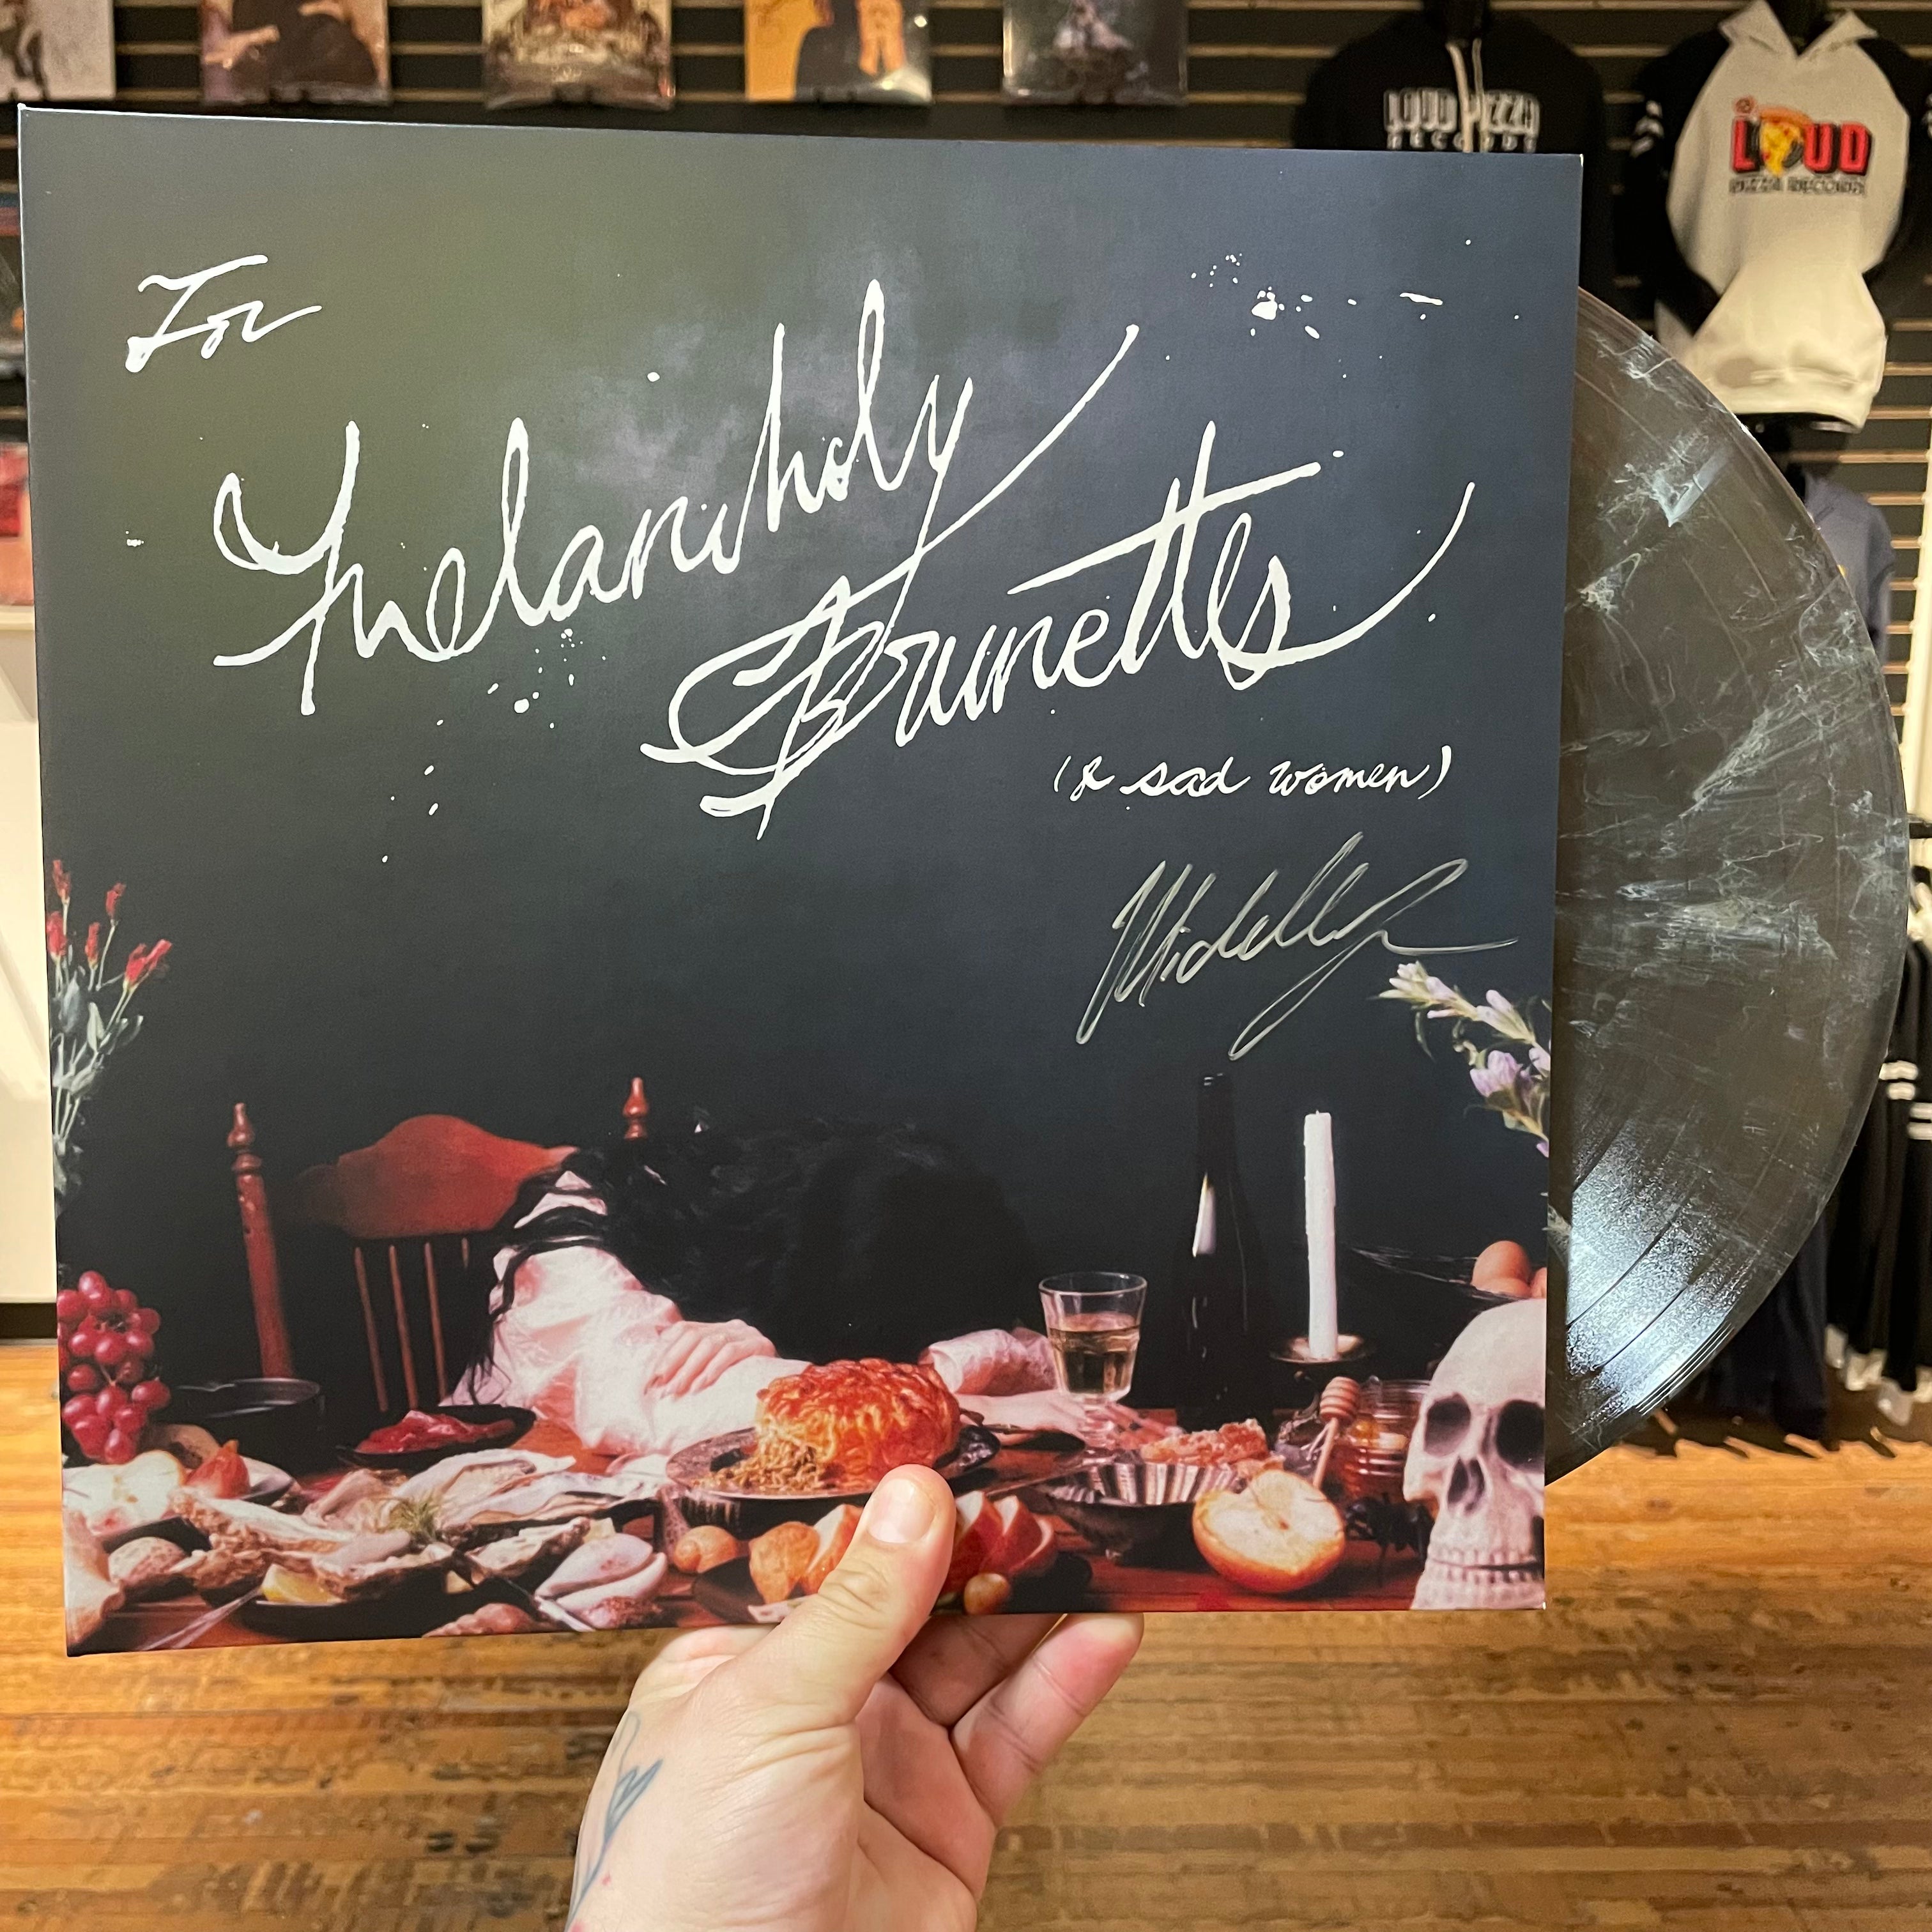 LOUD PIZZA
RECORDS
LOUD
PIZZA RECORDS
For
Melancholy
Brunettes
(& sad women)